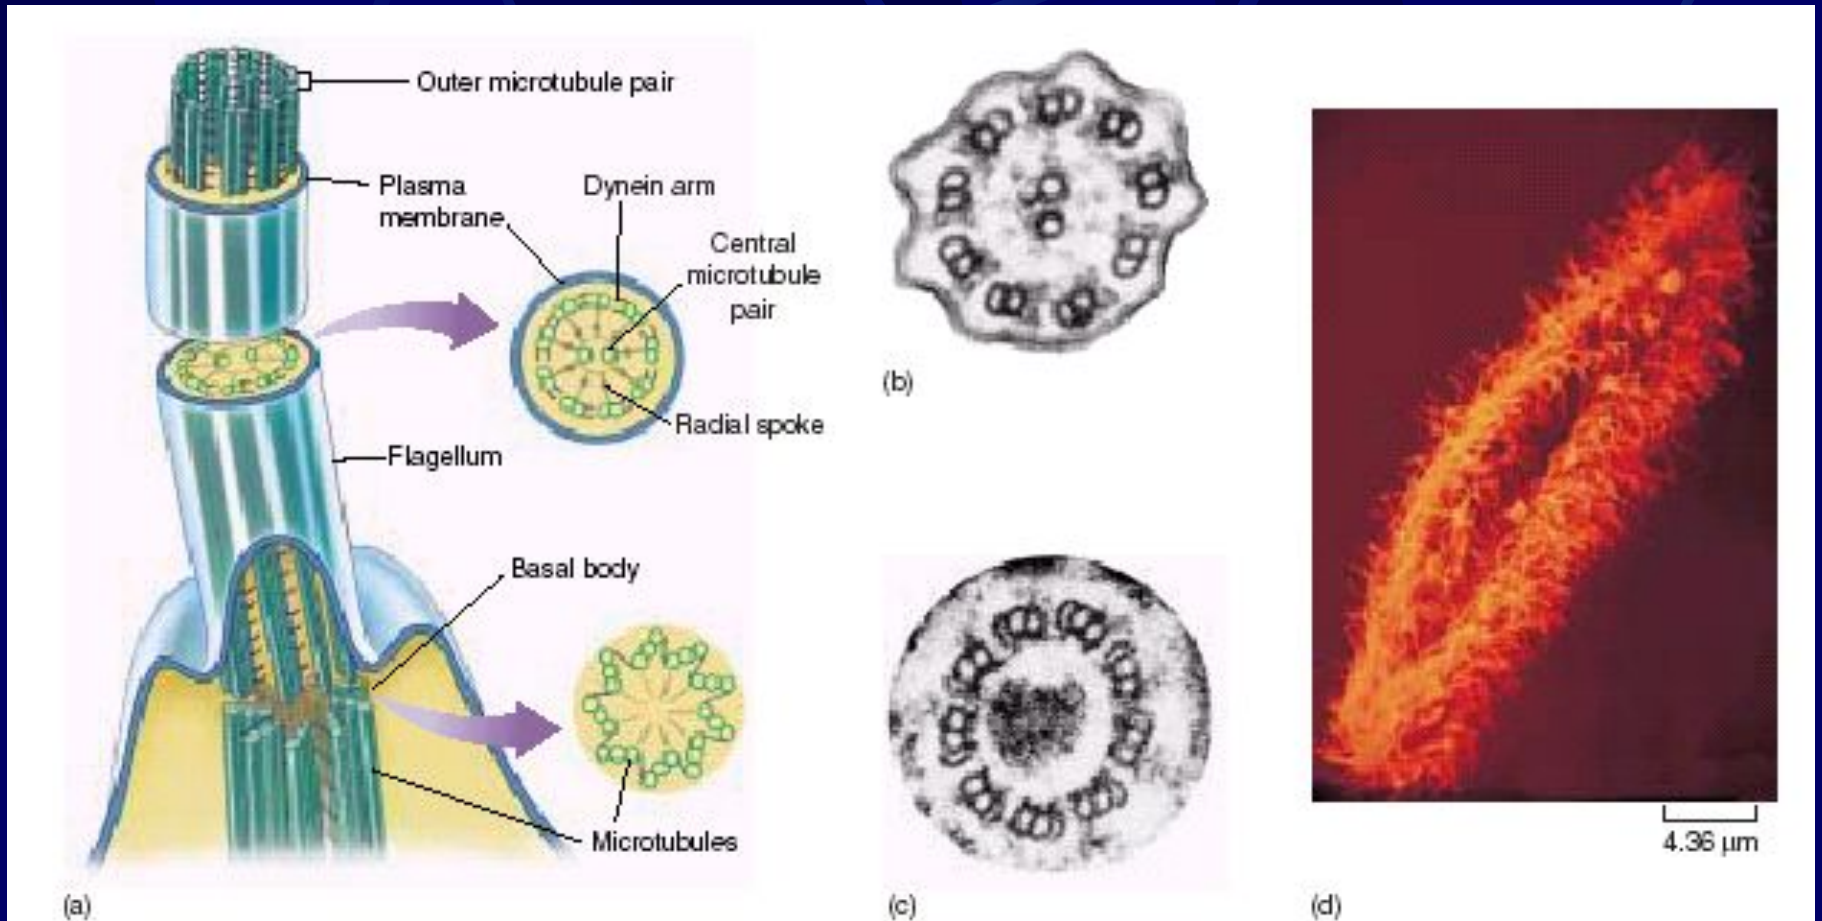 Outer microtubule pair
Plasma
membrane
Dynein arm
Central
microtubule
pair
Radial spoke
Flagellum
Basal body
Microtubules
(a)
(b)
(c)
4.36 µm
(d)